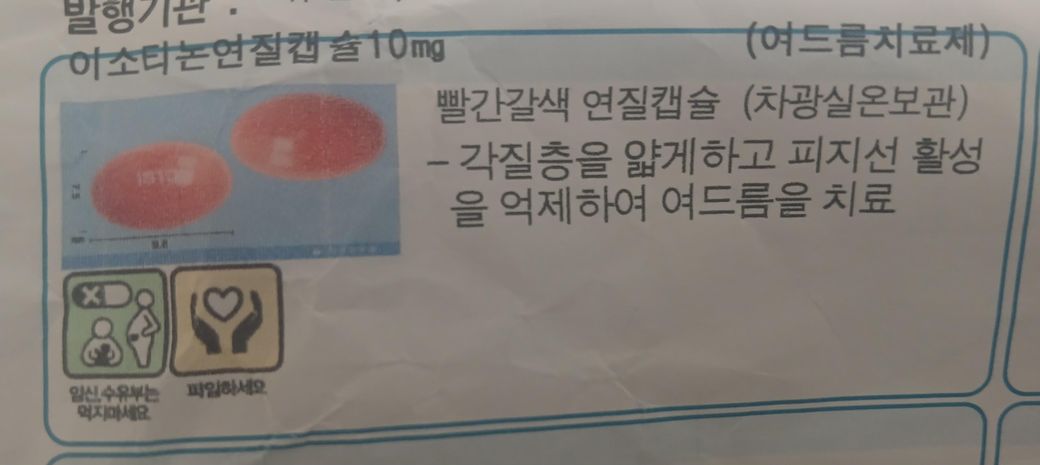 발행기관 :
이소티논연질캡슐10mg (여드름치료제)
빨간갈색 연질캡슐 (차광실온보관)
– 각질층을 얇게하고 피지선 활성
을 억제하여 여드름을 치료
임신,수유부는
먹지마세요
피임하세요